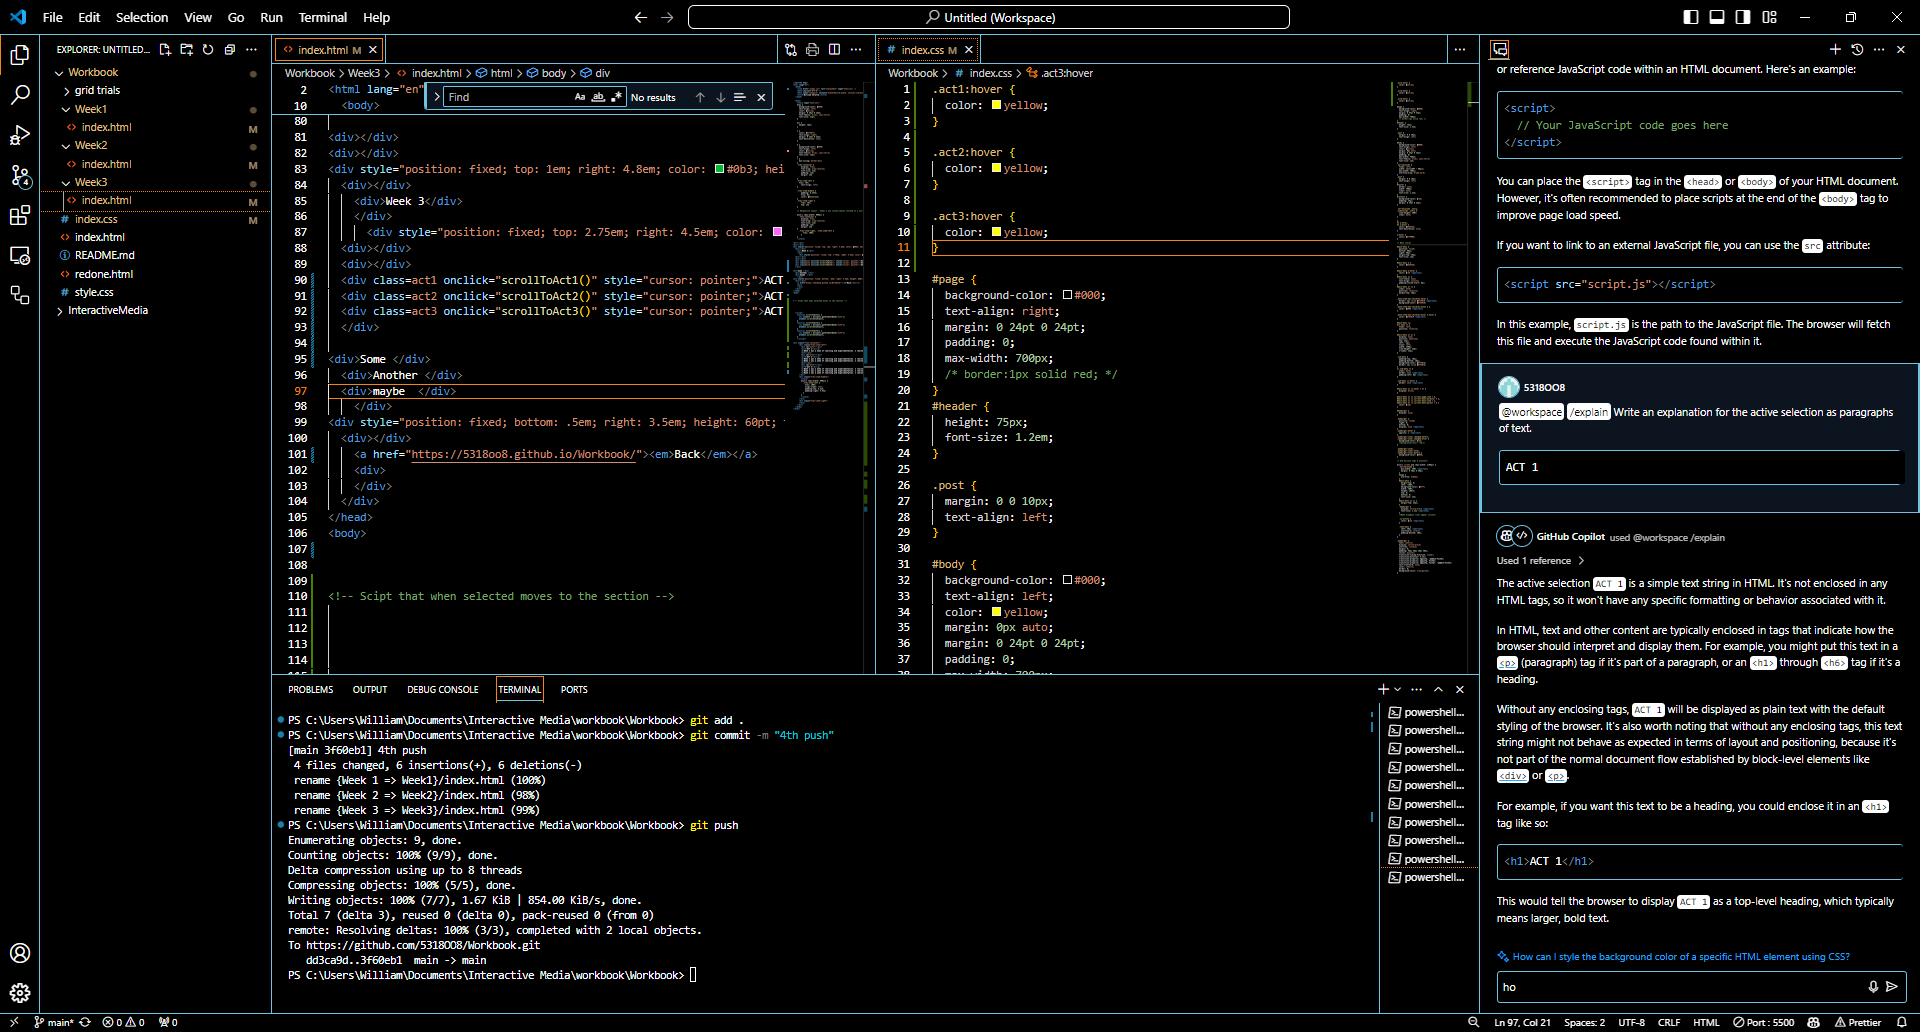 File Edit Selection View Go Run Terminal Help
Untitled (Workspace)
EXPLORER: UNTITLED...
Workbook
grid trials
Week1
index.html M
Week2
index.html M
Week3
index.html M
index.css M
index.html
README.md
redone.html
style.css
InteractiveMedia
4
index.html M
Workbook > Week3 > index.html > html > body > div
Find
Aa ab No results
2 <html lang="en"
10 <body>
80
81 <div></div>
82 <div></div>
83 <div style="position: fixed; top: 1em; right: 4.8em; color: #0b3; hei
84 <div></div>
85 <div>Week 3</div>
86 </div>
87 <div style="position: fixed; top: 2.75em; right: 4.5em; color:
88 <div></div>
89 <div></div>
90 <div class=act1 onclick="scrollToAct1()" style="cursor: pointer;">ACT
91 <div class=act2 onclick="scrollToAct2()" style="cursor: pointer;">ACT
92 <div class=act3 onclick="scrollToAct3()" style="cursor: pointer;">ACT
93 </div>
94
95 <div>Some </div>
96 <div>Another </div>
97 <div>maybe  </div>
98 </div>
99 <div style="position: fixed; bottom: .5em; right: 3.5em; height: 60pt;
100 <div></div>
101 <a href="https://5318oo8.github.io/Workbook/"><em>Back</em></a>
102 <div>
103 </div>
104 </div>
105 </head>
106 <body>
107
108
109
110 <!-- Scipt that when selected moves to the section -->
111
112
113
114
index.css M
Workbook > index.css > .act3:hover
1 .act1:hover {
2 color: yellow;
3 }
4
5 .act2:hover {
6 color: yellow;
7 }
8
9 .act3:hover {
10 color: yellow;
11 }
12
13 #page {
14 background-color: #000;
15 text-align: right;
16 margin: 0 24pt 0 24pt;
17 padding: 0;
18 max-width: 700px;
19 /* border:1px solid red; */
20 }
21 #header {
22 height: 75px;
23 font-size: 1.2em;
24 }
25
26 .post {
27 margin: 0 0 10px;
28 text-align: left;
29 }
30
31 #body {
32 background-color: #000;
33 text-align: left;
34 color: yellow;
35 margin: 0px auto;
36 margin: 0 24pt 0 24pt;
37 padding: 0;
PROBLEMS OUTPUT DEBUG CONSOLE TERMINAL PORTS
PS C:\Users\William\Documents\Interactive Media\workbook\Workbook> git add .
PS C:\Users\William\Documents\Interactive Media\workbook\Workbook> git commit -m "4th push"
[main 3f60eb1] 4th push
4 files changed, 6 insertions(+), 6 deletions(-)
rename {Week 1 => Week1}/index.html (100%)
rename {Week 2 => Week2}/index.html (98%)
rename {Week 3 => Week3}/index.html (99%)
PS C:\Users\William\Documents\Interactive Media\workbook\Workbook> git push
Enumerating objects: 9, done.
Counting objects: 100% (9/9), done.
Delta compression using up to 8 threads
Compressing objects: 100% (5/5), done.
Writing objects: 100% (7/7), 1.67 KiB | 854.00 KiB/s, done.
Total 7 (delta 3), reused 0 (delta 0), pack-reused 0 (from 0)
remote: Resolving deltas: 100% (3/3), completed with 2 local objects.
To https://github.com/5318OO8/Workbook.git
dd3ca9d..3f60eb1  main -> main
PS C:\Users\William\Documents\Interactive Media\workbook\Workbook>
powershell...
powershell...
powershell...
powershell...
powershell...
powershell...
powershell...
powershell...
powershell...
powershell...
or reference JavaScript code within an HTML document. Here's an example:
<script>
// Your JavaScript code goes here
</script>
You can place the <script> tag in the <head> or <body> of your HTML document.
However, it's often recommended to place scripts at the end of the <body> tag to
improve page load speed.
If you want to link to an external JavaScript file, you can use the src attribute:
<script src="script.js"></script>
In this example, script.js is the path to the JavaScript file. The browser will fetch
this file and execute the JavaScript code found within it.
5318OO8
@workspace /explain Write an explanation for the active selection as paragraphs
of text.
ACT 1
GitHub Copilot used @workspace /explain
Used 1 reference >
The active selection ACT 1 is a simple text string in HTML. It's not enclosed in any
HTML tags, so it won't have any specific formatting or behavior associated with it.
In HTML, text and other content are typically enclosed in tags that indicate how the
browser should interpret and display them. For example, you might put this text in a
<p> (paragraph) tag if it's part of a paragraph, or an <h1> through <h6> tag if it's a
heading.
Without any enclosing tags, ACT 1 will be displayed as plain text with the default
styling of the browser. It's also worth noting that without any enclosing tags, this text
string might not behave as expected in terms of layout and positioning, because it's
not part of the normal document flow established by block-level elements like
<div> or <p>.
For example, if you want this text to be a heading, you could enclose it in an <h1>
tag like so:
<h1>ACT 1</h1>
This would tell the browser to display ACT 1 as a top-level heading, which typically
means larger, bold text.
How can I style the background color of a specific HTML element using CSS?
ho
main* 0 0 0
Ln 97, Col 21 Spaces: 2 UTF-8 CRLF HTML Port : 5500 Prettier